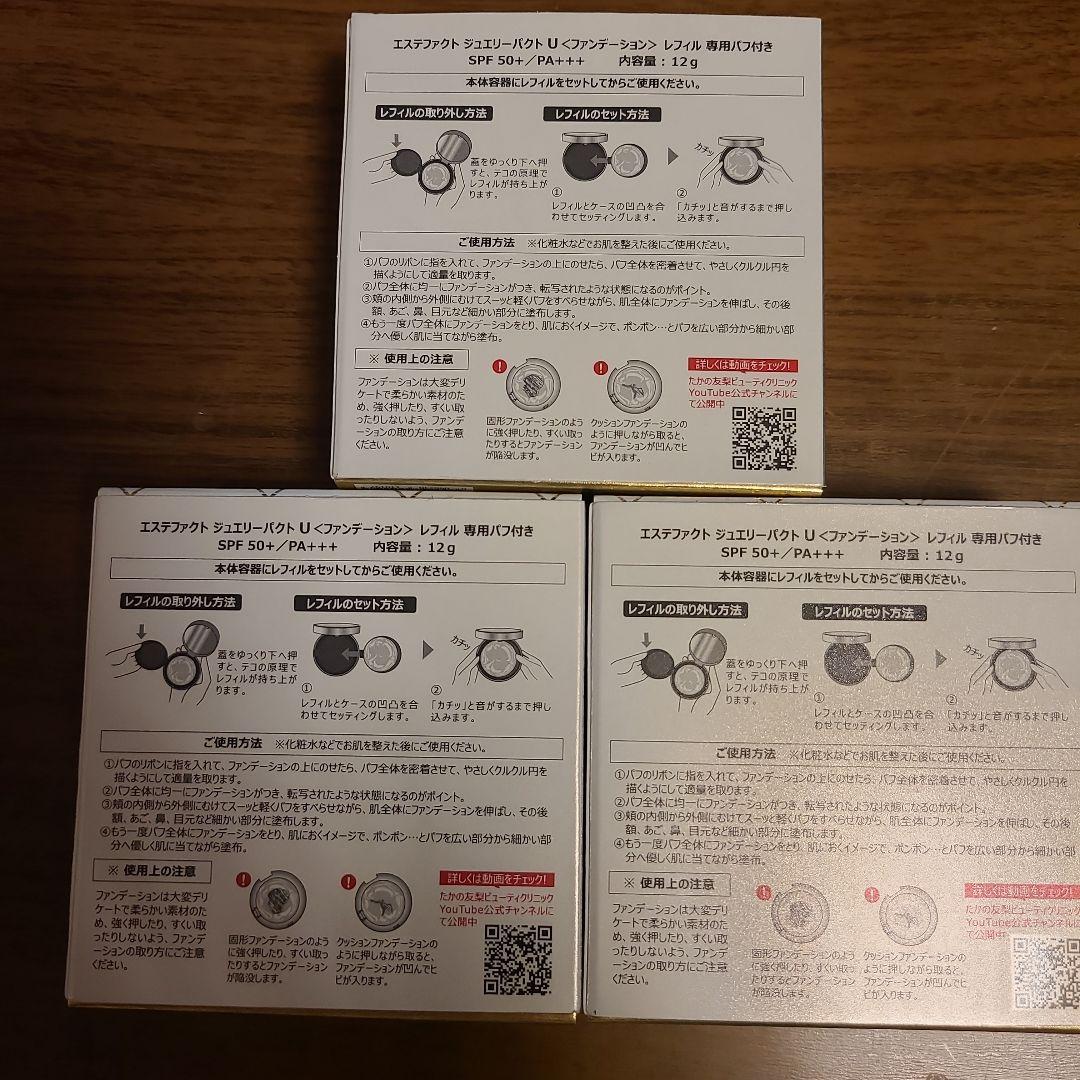 エステファクト ジュエリーパクト U <ファンデーション> レフィル 専用パフ付き
SPF 50+／PA+++　内容量：12g
本体容器にレフィルをセットしてからご使用ください。
レフィルの取り外し方法
レフィルのセット方法
蓋をゆっくり下へ押
すと、テコの原理で
レフィルが持ち上が
ります。
カチッ
①
レフィルとケースの凹凸を合
わせてセッティングします。
②
「カチッ」と音がするまで押し
込みます。
ご使用方法　※化粧水などでお肌を整えた後にご使用ください。
①パフのリボンに指を入れて、ファンデーションの上にのせたら、パフ全体を密着させて、やさしくクルクル円を
描くようにして適量を取ります。
②パフ全体に均一にファンデーションがつき、転写されたような状態になるのがポイント。
③頬の内側から外側にむけてスーッと軽くパフをすべらせながら、肌全体にファンデーションを伸ばし、その後
額、あご、鼻、目元など細かい部分に塗布します。
④もう一度パフ全体にファンデーションをとり、肌におくイメージで、ポンポン…とパフを広い部分から細かい部
分へ優しく肌に当てながら塗布。
※ 使用上の注意
ファンデーションは大変デリ
ケートで柔らかい素材のた
め、強く押したり、すくい取
ったりしないよう、ファンデ
ーションの取り方にご注意
ください。
!
固形ファンデーションのよう
に強く押したり、すくい取っ
たりするとファンデーション
が陥没します。
!
クッションファンデーションの
ように押しながら取ると、
ファンデーションが凹んでヒ
ビが入ります。
詳しくは動画をチェック!
たかの友梨ビューティクリニック
YouTube公式チャンネルに
て公開中
エステファクト ジュエリーパクト U <ファンデーション> レフィル 専用パフ付き
SPF 50+／PA+++　内容量：12g
本体容器にレフィルをセットしてからご使用ください。
レフィルの取り外し方法
レフィルのセット方法
蓋をゆっくり下へ押
すと、テコの原理で
レフィルが持ち上が
ります。
カチッ
①
レフィルとケースの凹凸を合
わせてセッティングします。
②
「カチッ」と音がするまで押し
込みます。
ご使用方法　※化粧水などでお肌を整えた後にご使用ください。
①パフのリボンに指を入れて、ファンデーションの上にのせたら、パフ全体を密着させて、やさしくクルクル円を
描くようにして適量を取ります。
②パフ全体に均一にファンデーションがつき、転写されたような状態になるのがポイント。
③頬の内側から外側にむけてスーッと軽くパフをすべらせながら、肌全体にファンデーションを伸ばし、その後
額、あご、鼻、目元など細かい部分に塗布します。
④もう一度パフ全体にファンデーションをとり、肌におくイメージで、ポンポン…とパフを広い部分から細かい部
分へ優しく肌に当てながら塗布。
※ 使用上の注意
ファンデーションは大変デリ
ケートで柔らかい素材のた
め、強く押したり、すくい取
ったりしないよう、ファンデ
ーションの取り方にご注意
ください。
!
固形ファンデーションのよう
に強く押したり、すくい取っ
たりするとファンデーション
が陥没します。
!
クッションファンデーションの
ように押しながら取ると、
ファンデーションが凹んでヒ
ビが入ります。
詳しくは動画をチェック!
たかの友梨ビューティクリニック
YouTube公式チャンネルに
て公開中
エステファクト ジュエリーパクト U <ファンデーション> レフィル 専用パフ付き
SPF 50+／PA+++　内容量：12g
本体容器にレフィルをセットしてからご使用ください。
レフィルの取り外し方法
レフィルのセット方法
蓋をゆっくり下へ押
すと、テコの原理で
レフィルが持ち上が
ります。
カチッ
①
レフィルとケースの凹凸を合
わせてセッティングします。
②
「カチッ」と音がするまで押し
込みます。
ご使用方法　※化粧水などでお肌を整えた後にご使用ください。
①パフのリボンに指を入れて、ファンデーションの上にのせたら、パフ全体を密着させて、やさしくクルクル円を
描くようにして適量を取ります。
②パフ全体に均一にファンデーションがつき、転写されたような状態になるのがポイント。
③頬の内側から外側にむけてスーッと軽くパフをすべらせながら、肌全体にファンデーションを伸ばし、その後
額、あご、鼻、目元など細かい部分に塗布します。
④もう一度パフ全体にファンデーションをとり、肌におくイメージで、ポンポン…とパフを広い部分から細かい部
分へ優しく肌に当てながら塗布。
※ 使用上の注意
ファンデーションは大変デリ
ケートで柔らかい素材のた
め、強く押したり、すくい取
ったりしないよう、ファンデ
ーションの取り方にご注意
ください。
!
固形ファンデーションのよう
に強く押したり、すくい取っ
たりするとファンデーション
が陥没します。
!
クッションファンデーションの
ように押しながら取ると、
ファンデーションが凹んでヒ
ビが入ります。
詳しくは動画をチェック!
たかの友梨ビューティクリニック
YouTube公式チャンネルに
て公開中